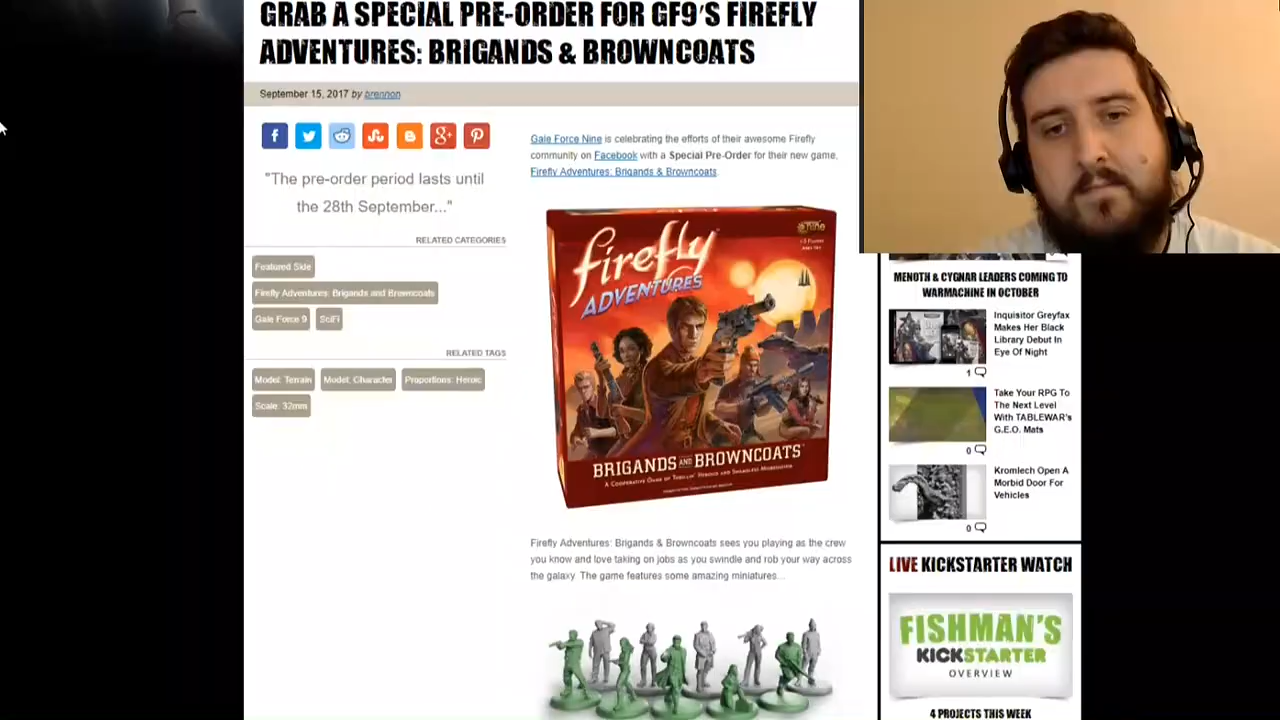 GRAB A SPECIAL PRE-ORDER FOR GF9'S FIREFLY
ADVENTURES: BRIGANDS & BROWNCOATS
September 15, 2017 by brennon
"The pre-order period lasts until
the 28th September..."
RELATED CATEGORIES
Featured Side
Firefly Adventures: Brigands and Browncoats
Gale Force 9
SciFi
RELATED TAGS
Model: Terrain
Model: Character
Proportions: Heroic
Scale: 32mm
Gale Force Nine is celebrating the efforts of their awesome Firefly
community on Facebook with a Special Pre-Order for their new game,
Firefly Adventures: Brigands & Browncoats.
firefly
ADVENTURES
BRIGANDS AND BROWNCOATS
Firefly Adventures: Brigands & Browncoats sees you playing as the crew
you know and love taking on jobs as you swindle and rob your way across
the galaxy. The game features some amazing miniatures...
MENOTH & CYGNAR LEADERS COMING TO
WARMACHINE IN OCTOBER
Inquisitor Greyfax
Makes Her Black
Library Debut In
Eye Of Night
1
Take Your RPG To
The Next Level
With TABLEWAR's
G.E.O. Mats
0
Kromlech Open A
Morbid Door For
Vehicles
0
LIVE KICKSTARTER WATCH
FISHMAN'S
KICKSTARTER
OVERVIEW
4 PROJECTS THIS WEEK